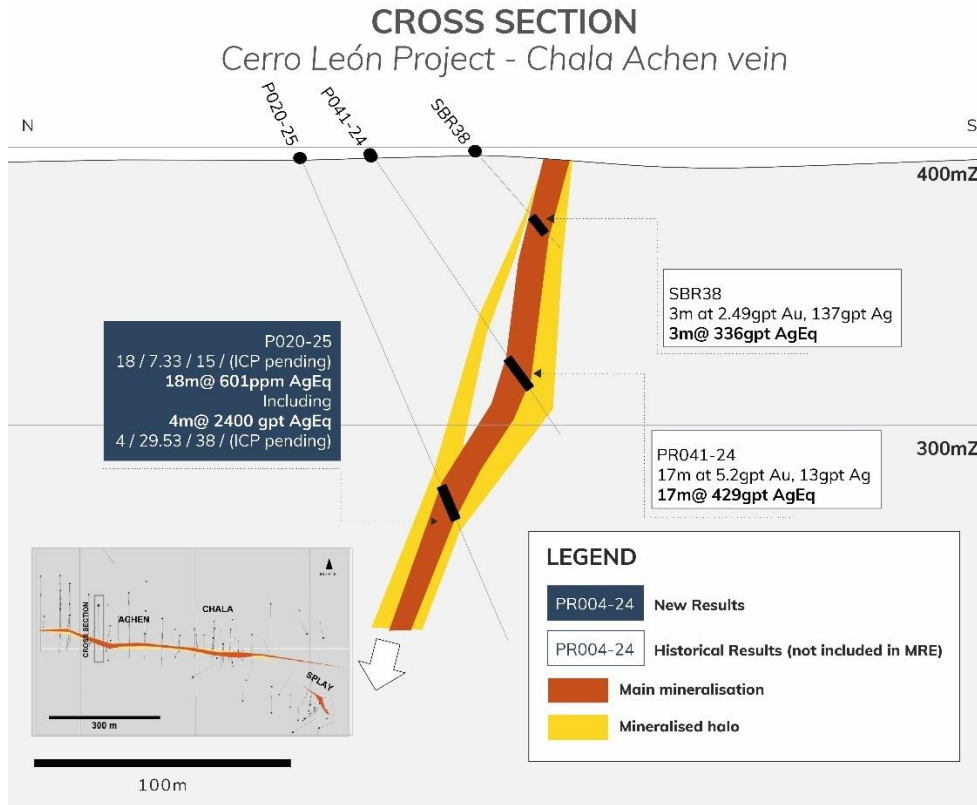 CROSS SECTION
Cerro León Project - Chala Achen vein
P020-25
P041-24
SBR38
N
S
400mZ
SBR38
3m at 2.49gpt Au, 137gpt Ag
3m@ 336gpt AgEq
P020-25
18 / 7.33 / 15 / (ICP pending)
18m@ 601ppm AgEq
Including
4m@ 2400 gpt AgEq
4 / 29.53 / 38 / (ICP pending)
300mZ
PR041-24
17m at 5.2gpt Au, 13gpt Ag
17m@ 429gpt AgEq
LEGEND
PR004-24 New Results
PR004-24 Historical Results (not included in MRE)
Main mineralisation
Mineralised halo
CROSS SECTION
AGHEN
CHALA
SPLAY
300 m
100m